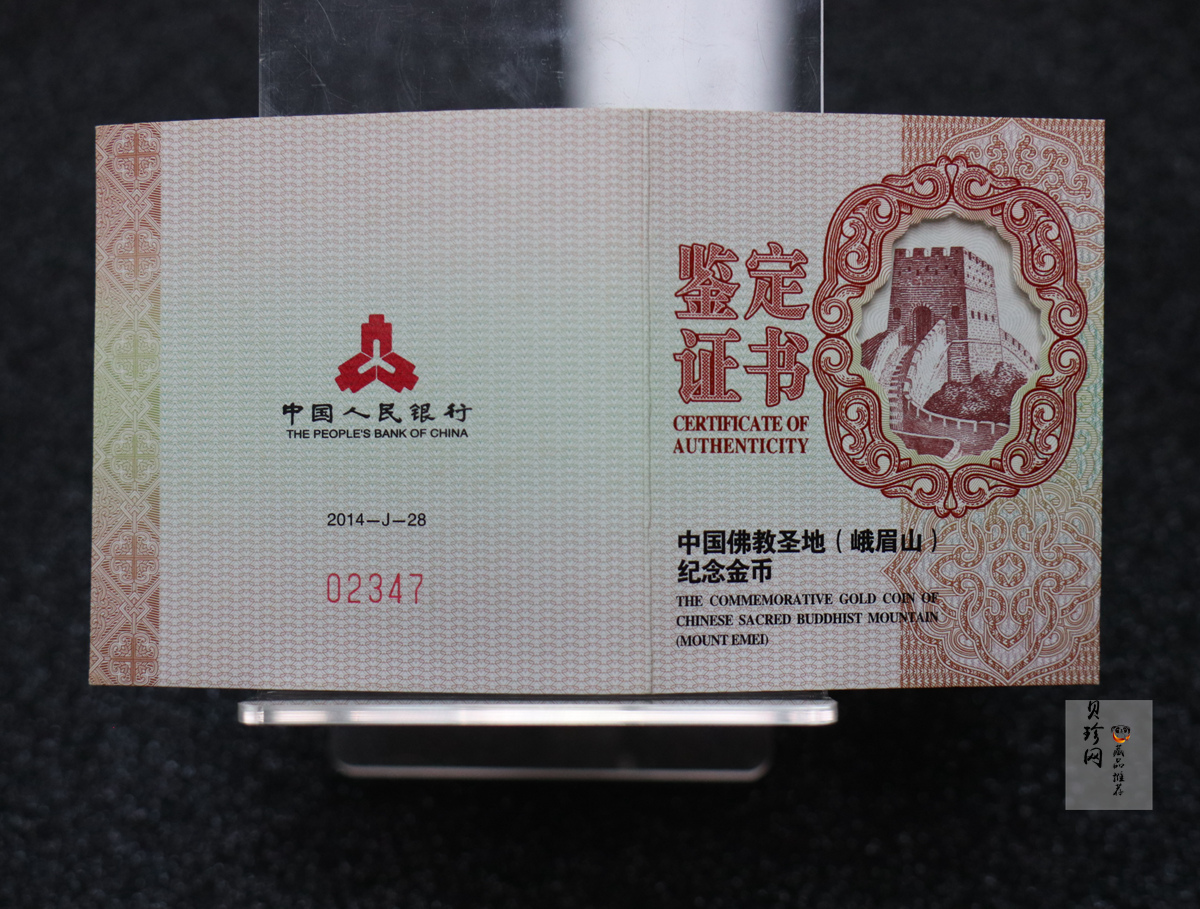 中国人民银行
THE PEOPLE'S BANK OF CHINA
2014—J—28
02347
鉴定
证书
CERTIFICATE OF
AUTHENTICITY
中国佛教圣地(峨眉山)
纪念金币
THE COMMEMORATIVE GOLD COIN OF
CHINESE SACRED BUDDHIST MOUNTAIN
(MOUNT EMEI)
贝珍网
藏品推荐